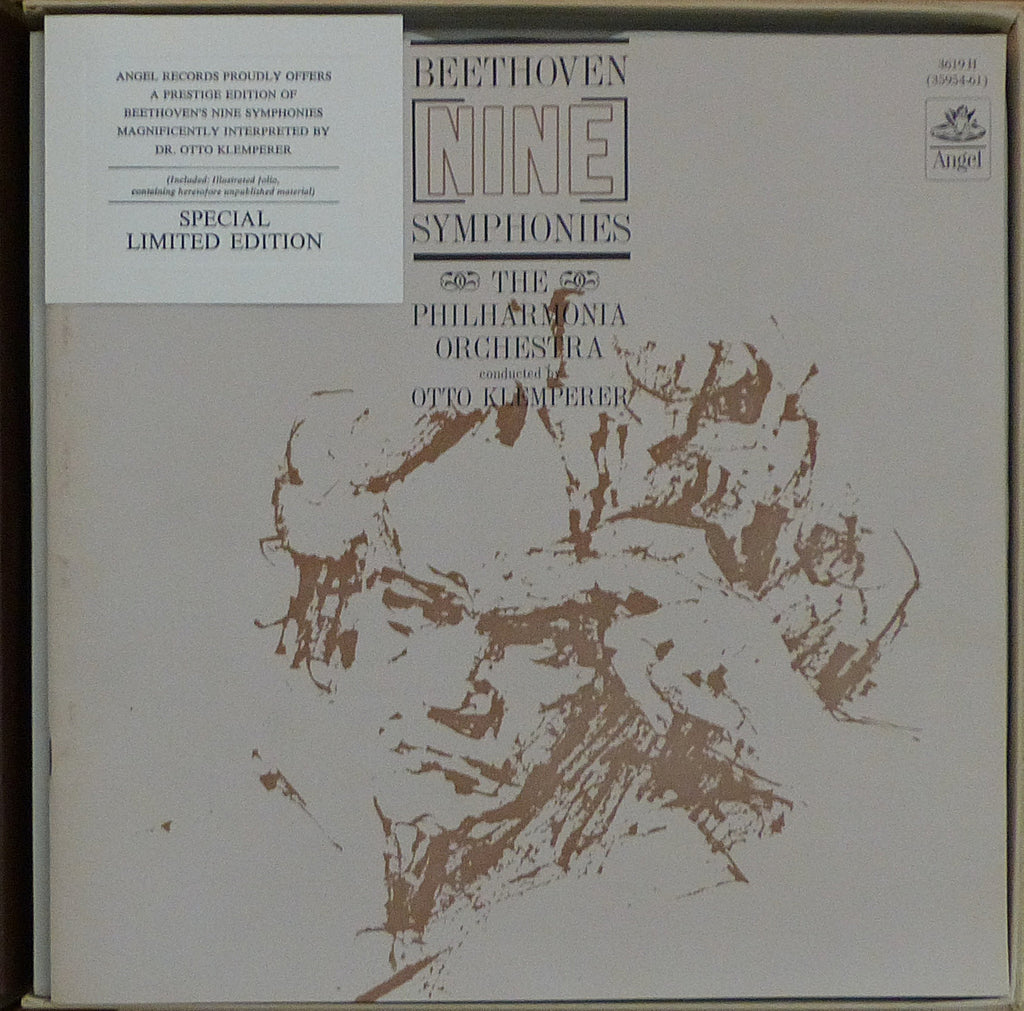 ANGEL RECORDS PROUDLY OFFERS
A PRESTIGE EDITION OF
BEETHOVEN'S NINE SYMPHONIES
MAGNIFICENTLY INTERPRETED BY
DR. OTTO KLEMPERER
(Included: Illustrated folio,
containing heretofore unpublished material)
SPECIAL
LIMITED EDITION
BEETHOVEN
NINE
SYMPHONIES
THE
PHILHARMONIA
ORCHESTRA
conducted by
OTTO KLEMPERER
3619 H
(35954-61)
Angel